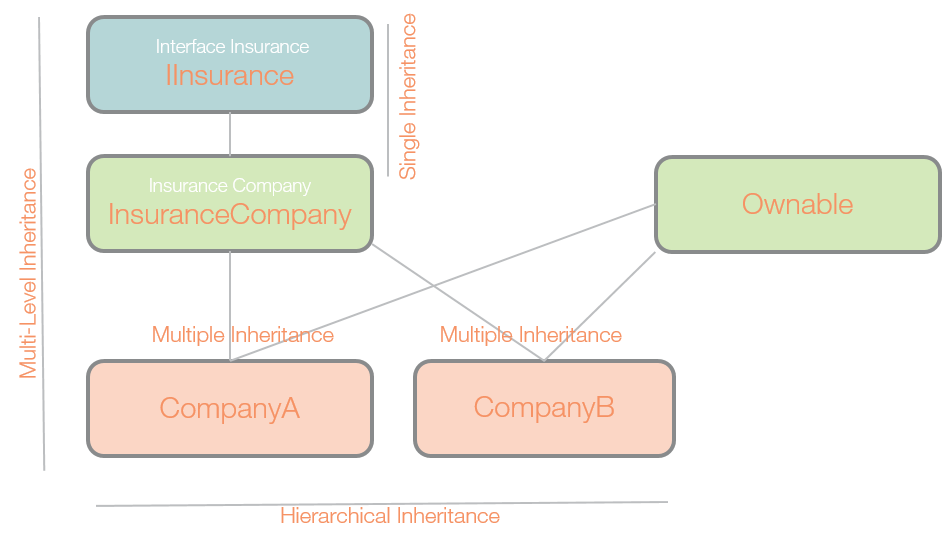 Interface Insurance
IInsurance
Single Inheritance
Insurance Company
InsuranceCompany
Ownable
Multi-Level Inheritance
Multiple Inheritance
Multiple Inheritance
CompanyA
CompanyB
Hierarchical Inheritance